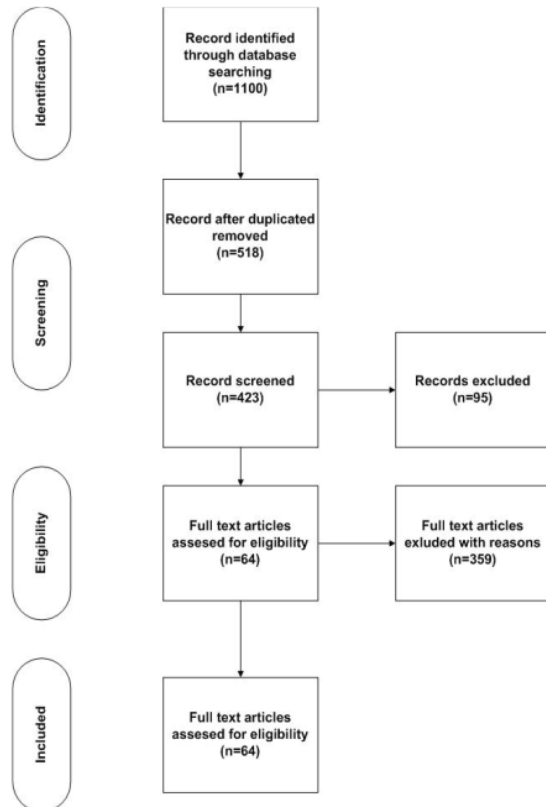 Identification
Record identified
through database
searching
(n=1100)
Screening
Record after duplicated
removed
(n=518)
Record screened
(n=423)
Records excluded
(n=95)
Eligibility
Full text articles
assesed for eligibility
(n=64)
Full text articles
exluded with reasons
(n=359)
Included
Full text articles
assesed for eligibility
(n=64)